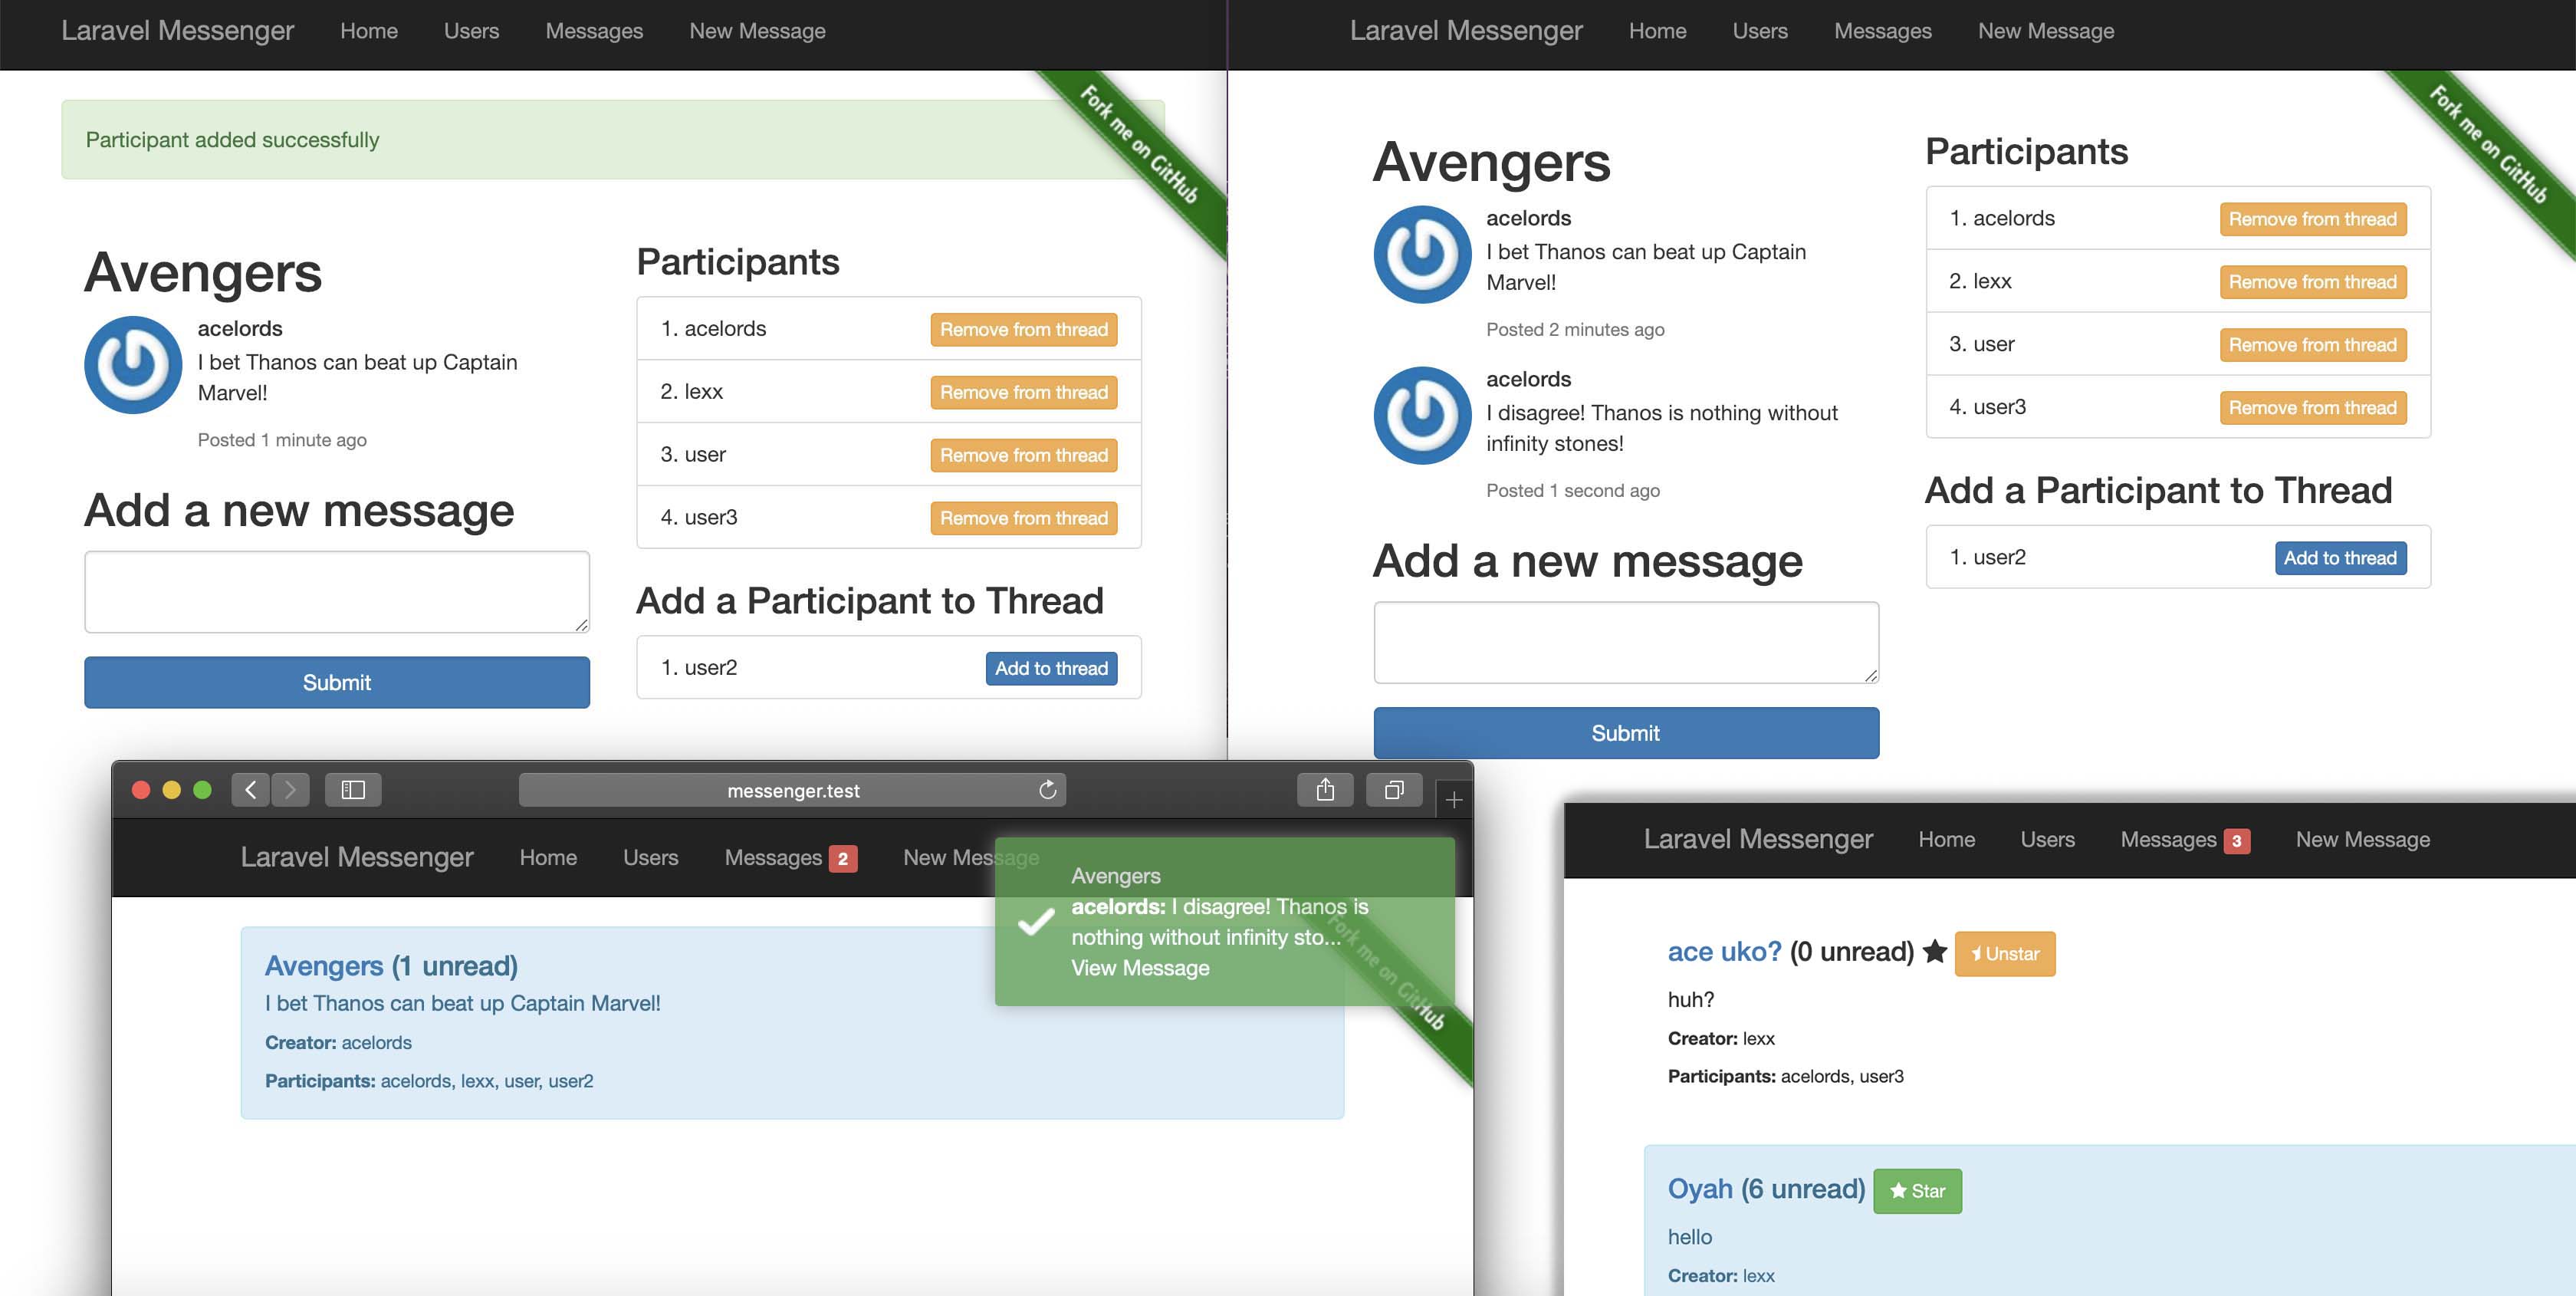 Laravel Messenger Home Users Messages New Message
Fork me on GitHub
Participant added successfully
Avengers
acelords
I bet Thanos can beat up Captain
Marvel!
Posted 1 minute ago
Add a new message
Submit
Participants
1. acelords Remove from thread
2. lexx Remove from thread
3. user Remove from thread
4. user3 Remove from thread
Add a Participant to Thread
1. user2 Add to thread
Laravel Messenger Home Users Messages New Message
Fork me on GitHub
Avengers
acelords
I bet Thanos can beat up Captain
Marvel!
Posted 2 minutes ago
acelords
I disagree! Thanos is nothing without
infinity stones!
Posted 1 second ago
Add a new message
Submit
Participants
1. acelords Remove from thread
2. lexx Remove from thread
3. user Remove from thread
4. user3 Remove from thread
Add a Participant to Thread
1. user2 Add to thread
messenger.test
Laravel Messenger Home Users Messages 2 New Message
Avengers
acelords: I disagree! Thanos is
nothing without infinity sto...
View Message
Fork me on GitHub
Avengers (1 unread)
I bet Thanos can beat up Captain Marvel!
Creator: acelords
Participants: acelords, lexx, user, user2
Laravel Messenger Home Users Messages 3 New Message
ace uko? (0 unread) Unstar
huh?
Creator: lexx
Participants: acelords, user3
Oyah (6 unread) Star
hello
Creator: lexx